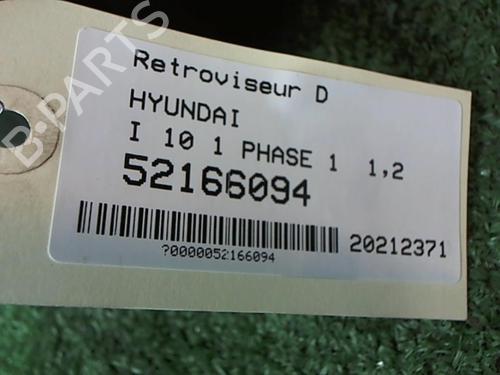 B-PARTS
Retroviseur D
HYUNDAI
I 10 1 PHASE 1 1,2
52166094
20212371
?0000052166094